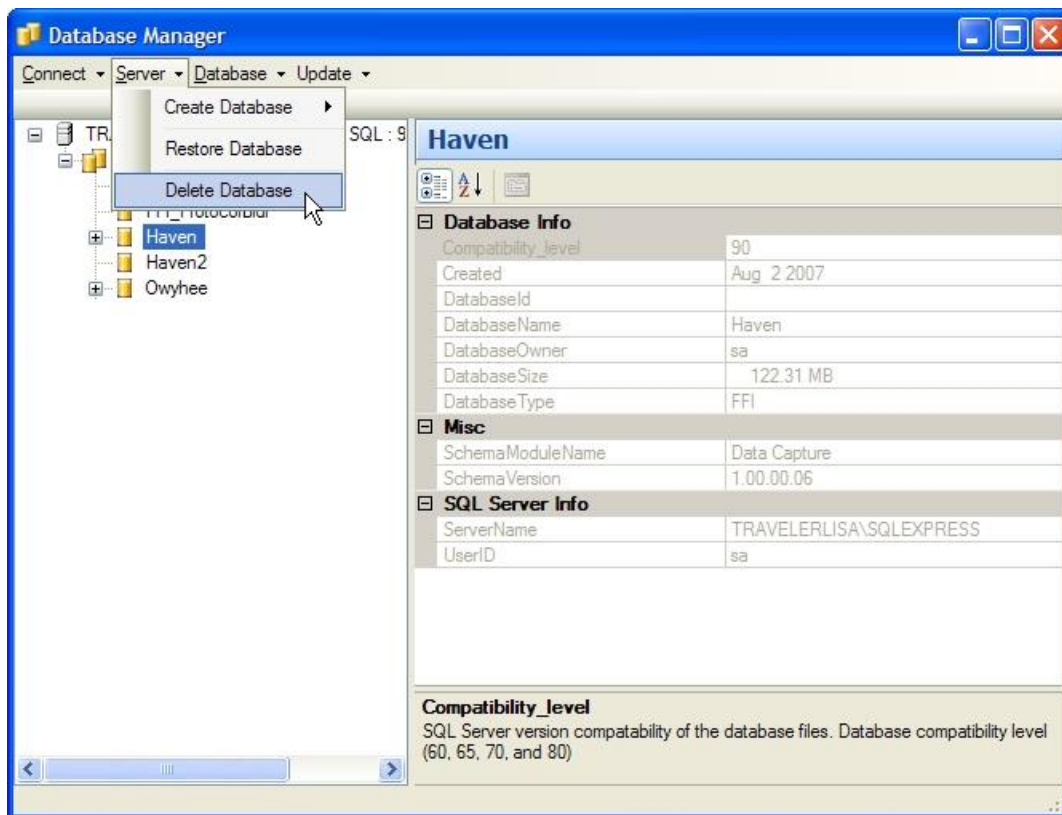 Database Manager
Connect Server Database Update
Create Database
Restore Database
Delete Database
TR SQL : 9
Haven
Haven2
Owyhee
Haven
Database Info
Compatibility_level 90
Created Aug 2 2007
DatabaseId
DatabaseName Haven
DatabaseOwner sa
DatabaseSize 122.31 MB
DatabaseType FFI
Misc
SchemaModuleName Data Capture
SchemaVersion 1.00.00.06
SQL Server Info
ServerName TRAVELERLISA\SQLEXPRESS
UserID sa
Compatibility_level
SQL Server version compatability of the database files. Database compatibility level
(60, 65, 70, and 80)